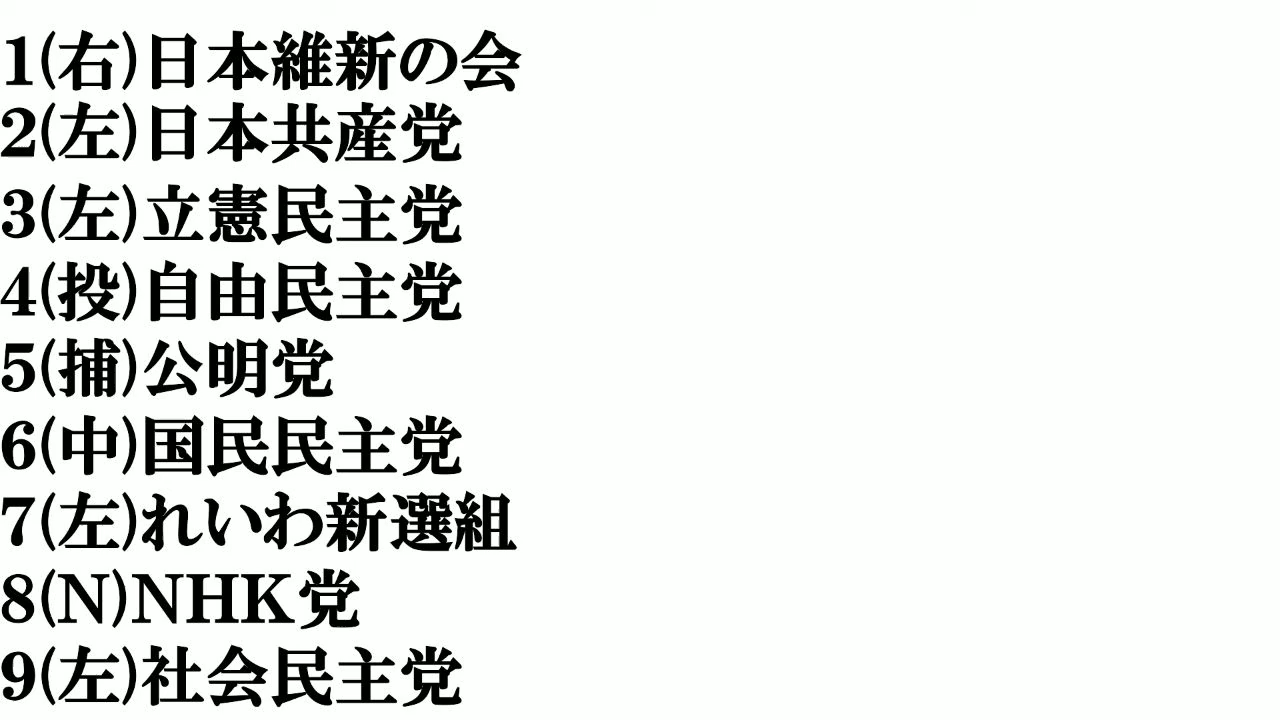 1(右)日本維新の会
2(左)日本共産党
3(左)立憲民主党
4(投)自由民主党
5(捕)公明党
6(中)国民民主党
7(左)れいわ新選組
8(N)NHK党
9(左)社会民主党